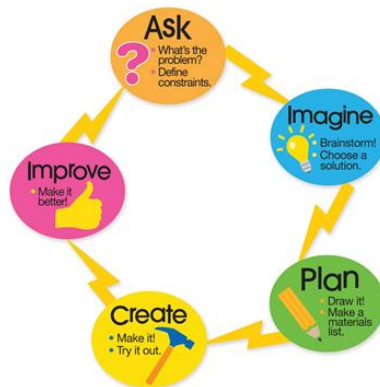 Ask
• What's the
problem?
• Define
constraints.
Imagine
• Brainstorm!
• Choose a
solution.
Plan
• Draw it!
• Make a
materials
list.
Create
• Make it!
• Try it out.
Improve
• Make it
better!